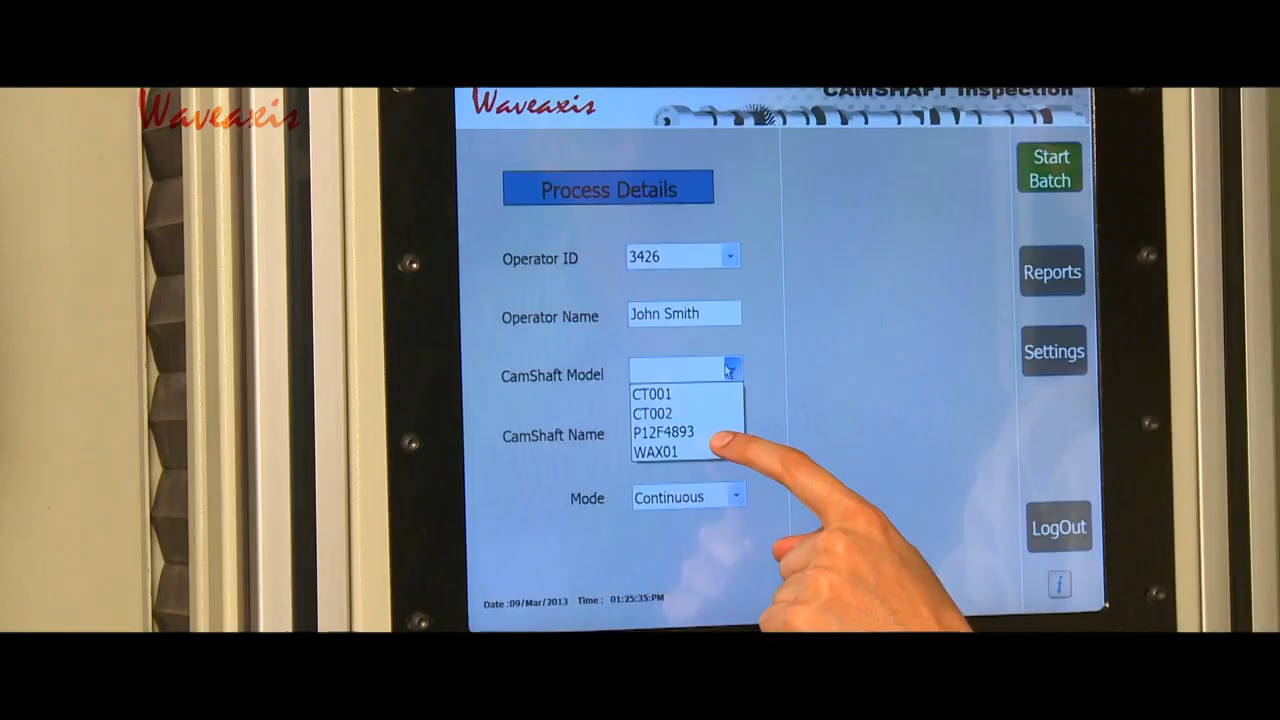 Waveaxis
Waveaxis
CAMSHAFT Inspection
Process Details
Start
Batch
Operator ID
3426
Reports
Operator Name
John Smith
Settings
CamShaft Model
CT001
CT002
P12F4893
WAX01
CamShaft Name
Mode
Continuous
LogOut
i
Date :09/Mar/2013 Time : 01:25:35:PM